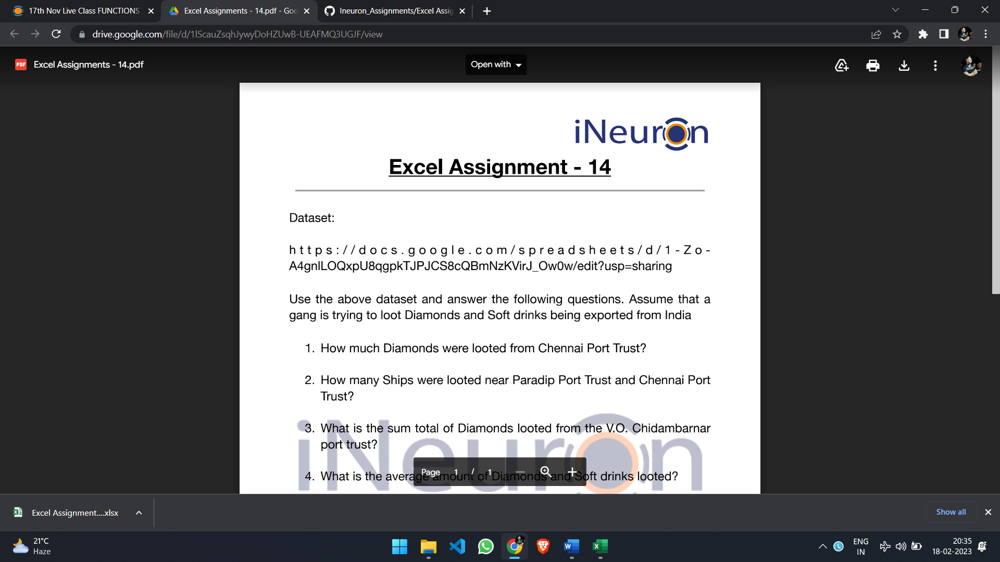 17th Nov Live Class FUNCTIONS
Excel Assignments - 14.pdf - Goo
Ineuron_Assignments/Excel Assig
drive.google.com/file/d/1lScauZsqhJywyDoHZUwB-UEAFMQ3UGJF/view
PDF Excel Assignments - 14.pdf
Open with
iNeuron
Excel Assignment - 14
Dataset:
https://docs.google.com/spreadsheets/d/1-Zo-
A4gnlLOQxpU8qgpkTJPJCS8cQBmNzKVirJ_Ow0w/edit?usp=sharing
Use the above dataset and answer the following questions. Assume that a
gang is trying to loot Diamonds and Soft drinks being exported from India
1. How much Diamonds were looted from Chennai Port Trust?
2. How many Ships were looted near Paradip Port Trust and Chennai Port
Trust?
3. What is the sum total of Diamonds looted from the V.O. Chidambarnar
port trust?
4. What is the average amount of Diamonds and Soft drinks looted?
iNeuron
Page 1 / 1
Excel Assignment....xlsx
Show all
21°C
Haze
ENG
IN
20:35
18-02-2023